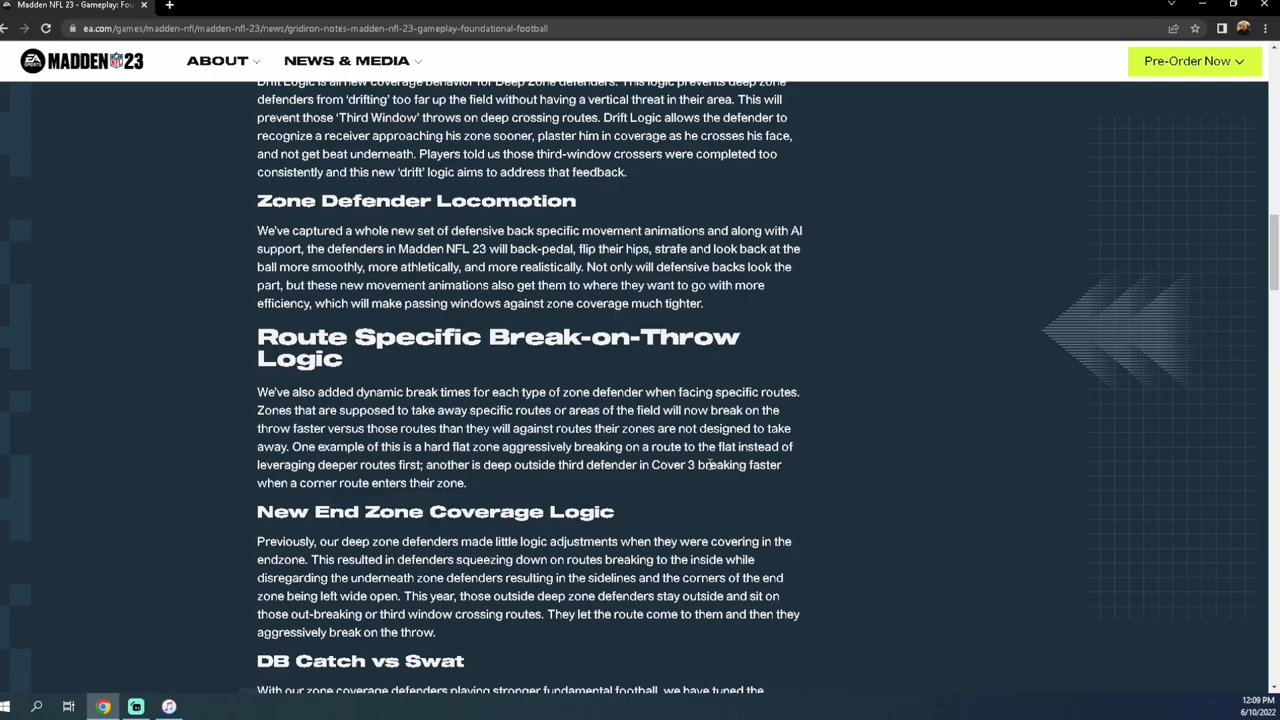 Madden NFL 23 - Gameplay: Foun
ea.com/games/madden-nfl/madden-nfl-23/news/gridiron-notes-madden-nfl-23-gameplay-foundational-football
EA SPORTS MADDEN NFL 23 ABOUT NEWS & MEDIA Pre-Order Now
Drift Logic is all new coverage behavior for Deep Zone defenders. This logic prevents deep zone
defenders from ‘drifting’ too far up the field without having a vertical threat in their area. This will
prevent those ‘Third Window’ throws on deep crossing routes. Drift Logic allows the defender to
recognize a receiver approaching his zone sooner, plaster him in coverage as he crosses his face,
and not get beat underneath. Players told us those third-window crossers were completed too
consistently and this new ‘drift’ logic aims to address that feedback.
Zone Defender Locomotion
We’ve captured a whole new set of defensive back specific movement animations and along with AI
support, the defenders in Madden NFL 23 will back-pedal, flip their hips, strafe and look back at the
ball more smoothly, more athletically, and more realistically. Not only will defensive backs look the
part, but these new movement animations also get them to where they want to go with more
efficiency, which will make passing windows against zone coverage much tighter.
Route Specific Break-on-Throw
Logic
We’ve also added dynamic break times for each type of zone defender when facing specific routes.
Zones that are supposed to take away specific routes or areas of the field will now break on the
throw faster versus those routes than they will against routes their zones are not designed to take
away. One example of this is a hard flat zone aggressively breaking on a route to the flat instead of
leveraging deeper routes first; another is deep outside third defender in Cover 3 breaking faster
when a corner route enters their zone.
New End Zone Coverage Logic
Previously, our deep zone defenders made little logic adjustments when they were covering in the
endzone. This resulted in defenders squeezing down on routes breaking to the inside while
disregarding the underneath zone defenders resulting in the sidelines and the corners of the end
zone being left wide open. This year, those outside deep zone defenders stay outside and sit on
those out-breaking or third window crossing routes. They let the route come to them and then they
aggressively break on the throw.
DB Catch vs Swat
With our zone coverage defenders playing stronger fundamental football, we have tuned the
12:09 PM
6/10/2022